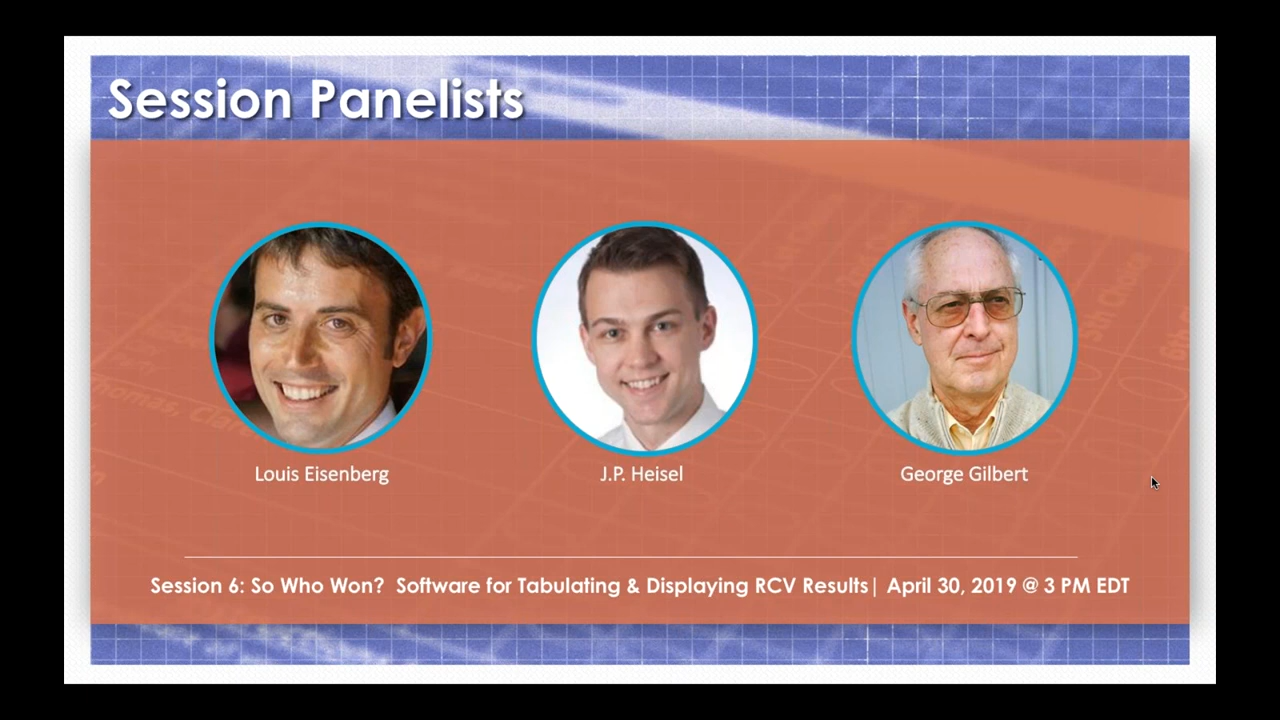 Session Panelists
Louis Eisenberg
J.P. Heisel
George Gilbert
Session 6: So Who Won?  Software for Tabulating & Displaying RCV Results| April 30, 2019 @ 3 PM EDT